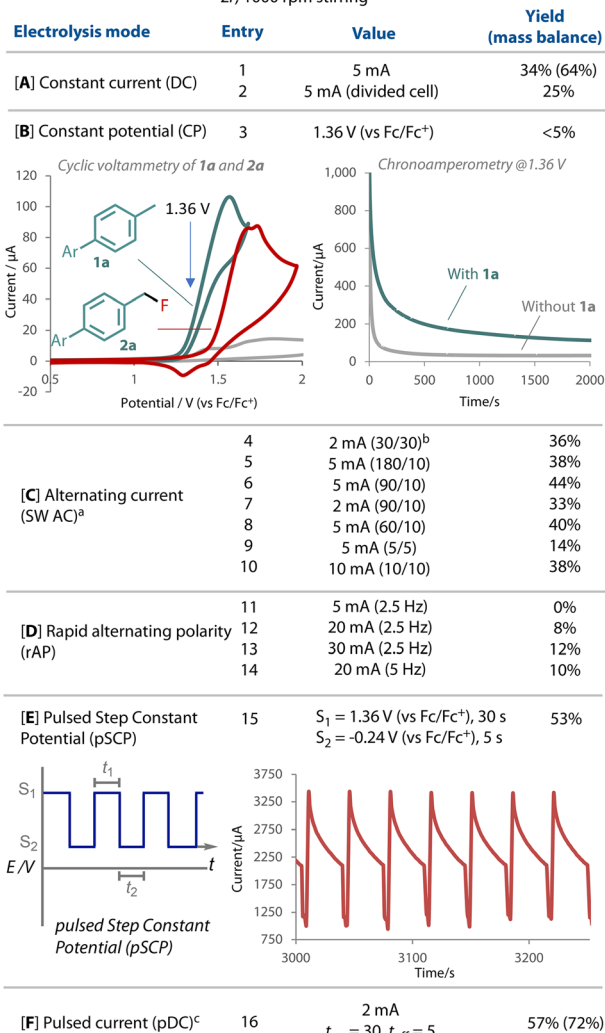 Electrolysis mode Entry Value Yield
(mass balance)
[A] Constant current (DC) 1 5 mA 34% (64%)
2 5 mA (divided cell) 25%
[B] Constant potential (CP) 3 1.36 V (vs Fc/Fc+) <5%
Cyclic voltammetry of 1a and 2a
Current / µA
120
100
80
60
40
20
0
-20
0.5 1 1.5 2
Potential / V (vs Fc/Fc+)
1.36 V
Ar
1a
F
Ar
2a
Chronoamperometry @1.36 V
Current/µA
1,000
800
600
400
200
0
With 1a
Without 1a
0 500 1000 1500 2000
Time/s
[C] Alternating current
(SW AC)a
4 2 mA (30/30)b 36%
5 5 mA (180/10) 38%
6 5 mA (90/10) 44%
7 2 mA (90/10) 33%
8 5 mA (60/10) 40%
9 5 mA (5/5) 14%
10 10 mA (10/10) 38%
[D] Rapid alternating polarity
(rAP)
11 5 mA (2.5 Hz) 0%
12 20 mA (2.5 Hz) 8%
13 30 mA (2.5 Hz) 12%
14 20 mA (5 Hz) 10%
[E] Pulsed Step Constant
Potential (pSCP)
15 S1 = 1.36 V (vs Fc/Fc+), 30 s 53%
S2 = -0.24 V (vs Fc/Fc+), 5 s
t1
S1
S2
E /V t
t2
pulsed Step Constant
Potential (pSCP)
Current/µA
3750
3250
2750
2250
1750
1250
750
3000 3100 3200
Time/s
[F] Pulsed current (pDC)c 16 2 mA 57% (72%)